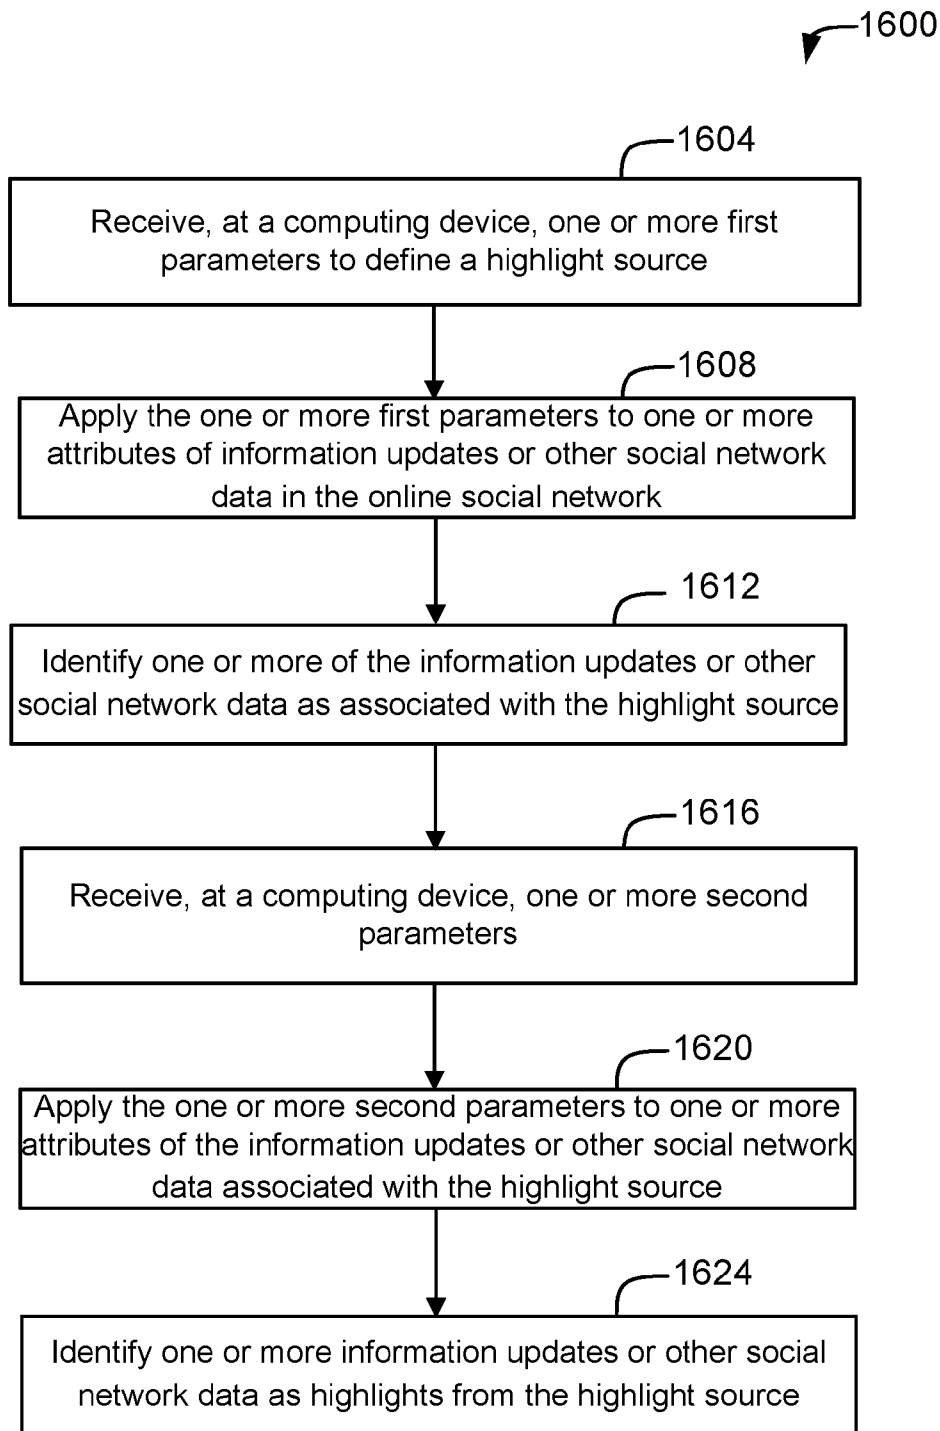 1600
1604
Receive, at a computing device, one or more first
parameters to define a highlight source
1608
Apply the one or more first parameters to one or more
attributes of information updates or other social network
data in the online social network
1612
Identify one or more of the information updates or other
social network data as associated with the highlight source
1616
Receive, at a computing device, one or more second
parameters
1620
Apply the one or more second parameters to one or more
attributes of the information updates or other social network
data associated with the highlight source
1624
Identify one or more information updates or other social
network data as highlights from the highlight source